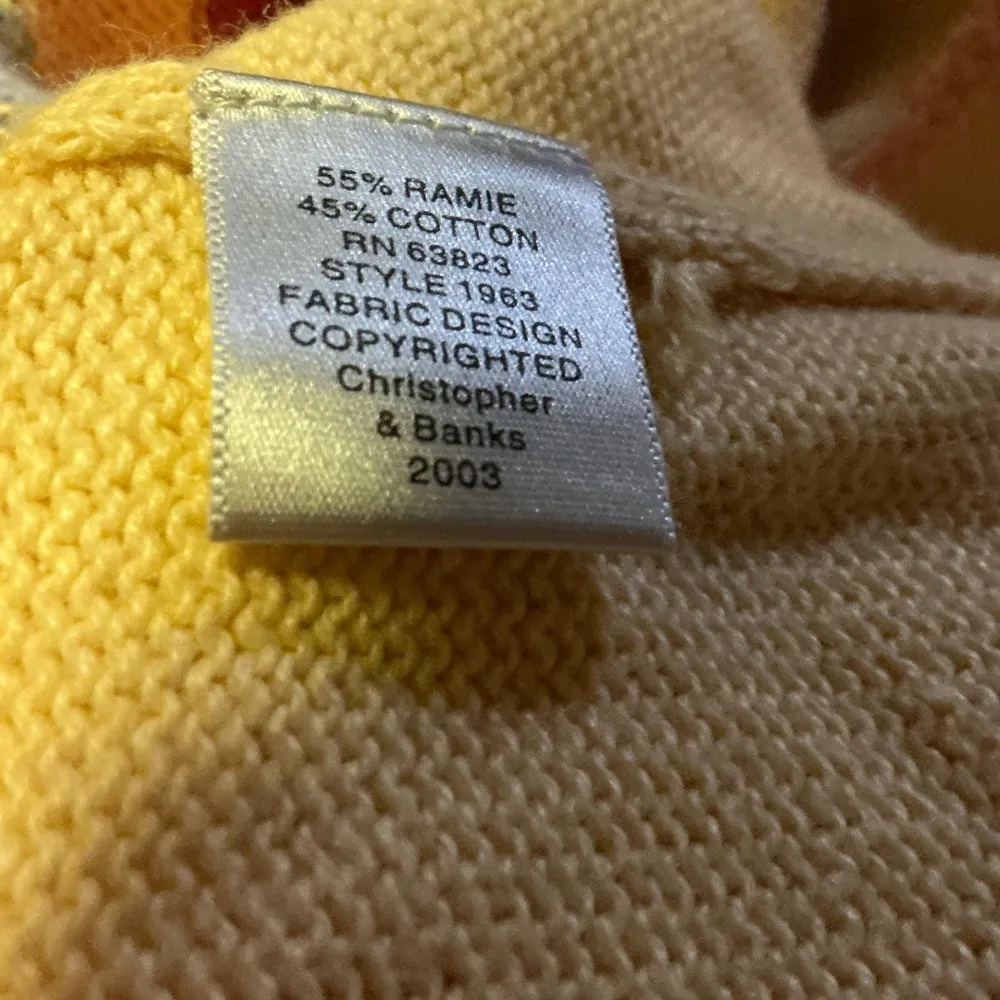 55% RAMIE
45% COTTON
RN 63823
STYLE 1963
FABRIC DESIGN
COPYRIGHTED
Christopher
& Banks
2003